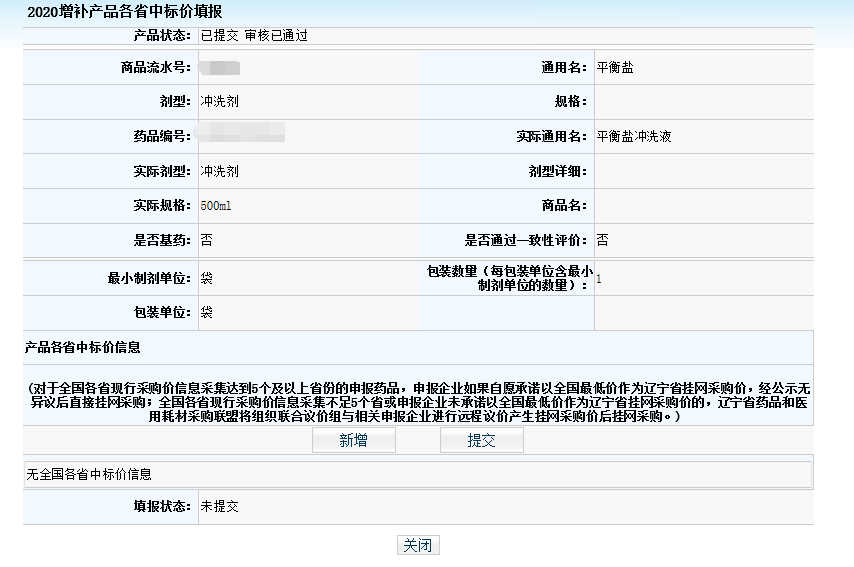 2020增补产品各省中标价填报
产品状态： 已提交 审核已通过
商品流水号： 通用名： 平衡盐
剂型： 冲洗剂 规格：
药品编号： 实际通用名： 平衡盐冲洗液
实际剂型： 冲洗剂 剂型详细：
实际规格： 500ml 商品名：
是否基药： 否 是否通过一致性评价： 否
最小制剂单位： 袋 包装数量（每包装单位含最小
制剂单位的数量）： 1
包装单位： 袋
产品各省中标价信息
(对于全国各省现行采购价信息采集达到5个及以上省份的申报药品，申报企业如果自愿承诺以全国最低价作为辽宁省挂网采购价，经公示无
异议后直接挂网采购；全国各省现行采购价信息采集不足5个省或申报企业未承诺以全国最低价作为辽宁省挂网采购价的，辽宁省药品和医
用耗材采购联盟将组织联合议价组与相关申报企业进行远程议价产生挂网采购价后挂网采购。)
新增 提交
无全国各省中标价信息
填报状态： 未提交
关闭